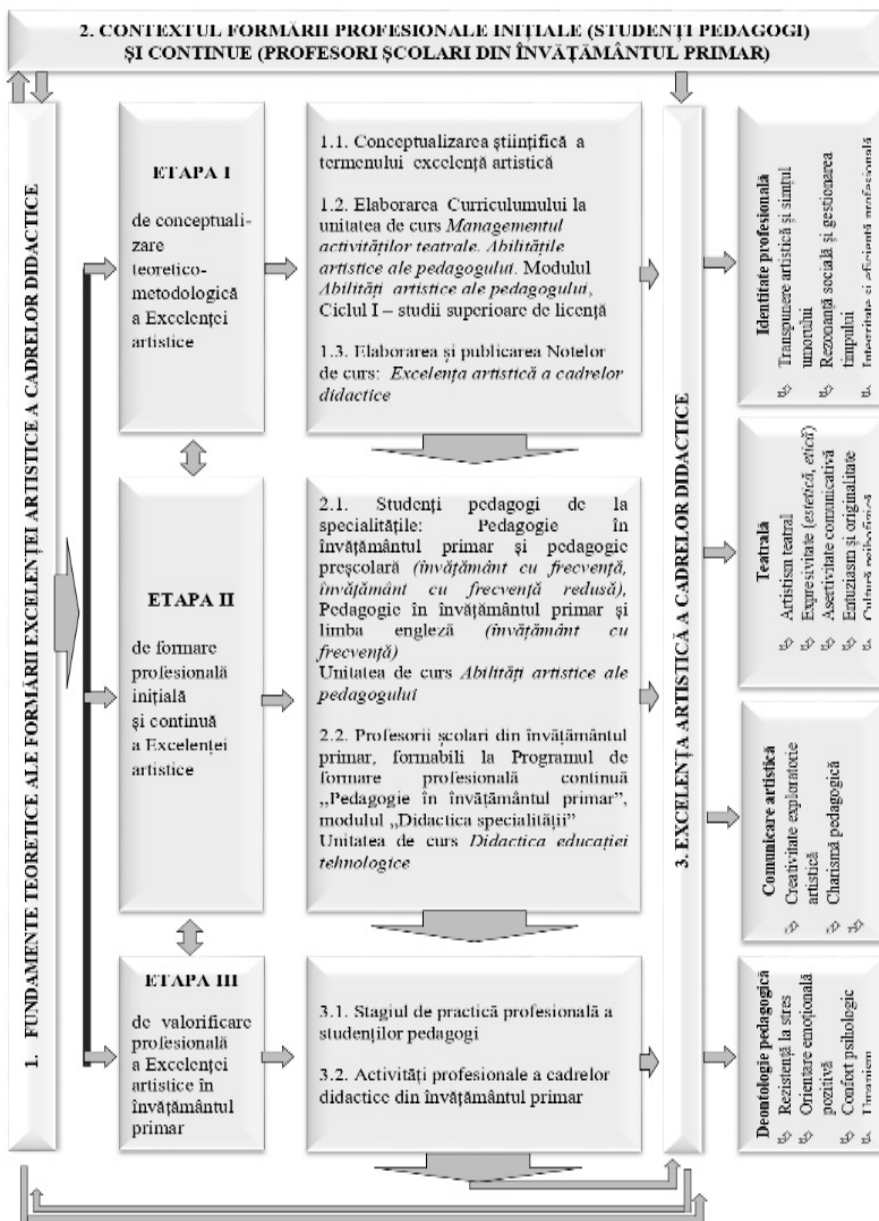 2. CONTEXTUL FORMĂRII PROFESIONALE INIȚIALE (STUDENȚI PEDAGOGI)
ȘI CONTINUE (PROFESORI ȘCOLARI DIN ÎNVĂȚĂMÂNTUL PRIMAR)
1. FUNDAMENTE TEORETICE ALE FORMĂRII EXCELENȚEI ARTISTICE A CADRELOR DIDACTICE
ETAPA I
de conceptuali-
zare
teoretico-
metodologică
a Excelenței
artistice
1.1. Conceptualizarea științifică a
termenului excelență artistică
1.2. Elaborarea Curriculumului la
unitatea de curs Managementul
activităților teatrale. Abilitățile
artistice ale pedagogului. Modulul
Abilități artistice ale pedagogului,
Ciclul I – studii superioare de licență
1.3. Elaborarea și publicarea Notelor
de curs: Excelența artistică a cadrelor
didactice
ETAPA II
de formare
profesională
inițială
și continuă
a Excelenței
artistice
2.1. Studenți pedagogi de la
specialitățile: Pedagogie în
învățământul primar și pedagogie
preșcolară (învățământ cu frecvență,
învățământ cu frecvență redusă),
Pedagogie în învățământul primar și
limba engleză (învățământ cu
frecvență)
Unitatea de curs Abilități artistice ale
pedagogului
2.2. Profesorii școlari din învățământul
primar, formabili la Programul de
formare profesională continuă
„Pedagogie în învățământul primar”,
modulul „Didactica specialității”
Unitatea de curs Didactica educației
tehnologice
ETAPA III
de valorificare
profesională
a Excelenței
artistice în
învățământul
primar
3.1. Stagiul de practică profesională a
studenților pedagogi
3.2. Activități profesionale a cadrelor
didactice din învățământul primar
3. EXCELENȚA ARTISTICĂ A CADRELOR DIDACTICE
Identitate profesională
Transpunere artistică și simțul
umorului
Rezonanță socială și gestionarea
timpului
Integritate și eficiență profesională
Teatrală
Artistism teatral
Expresivitate (estetică, etică)
Asertivitate comunicativă
Entuziasm și originalitate
Cultură psihofizică
Comunicare artistică
Creativitate exploratorie
artistică
Charismă pedagogică
Deontologie pedagogică
Rezistență la stres
Orientare emoțională
pozitivă
Confort psihologic
Umanism